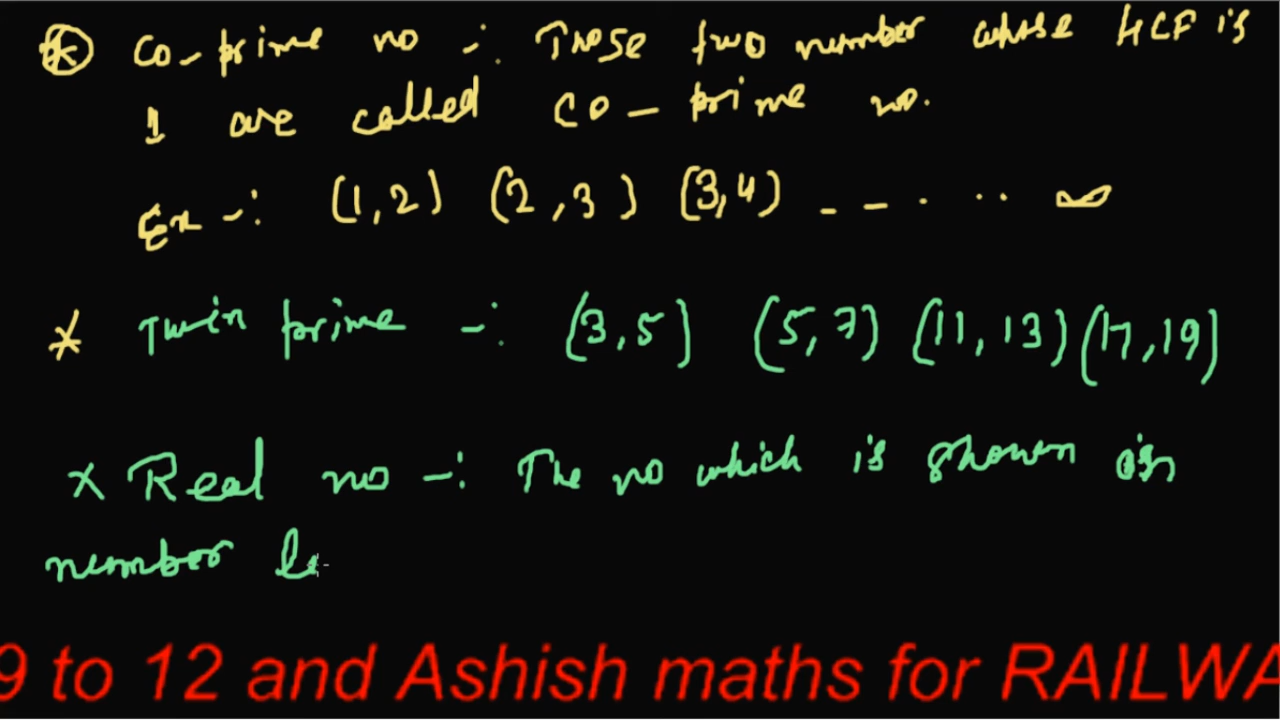 * Co-prime no -: Those two number whose HCF is
1 are called co-prime no.
Ex -: (1,2) (2,3) (3,4) - - . . .
* Twin prime -: (3,5) (5,7) (11,13) (17,19)
x Real no -: The no which is shown on
number
9 to 12 and Ashish maths for RAILWA